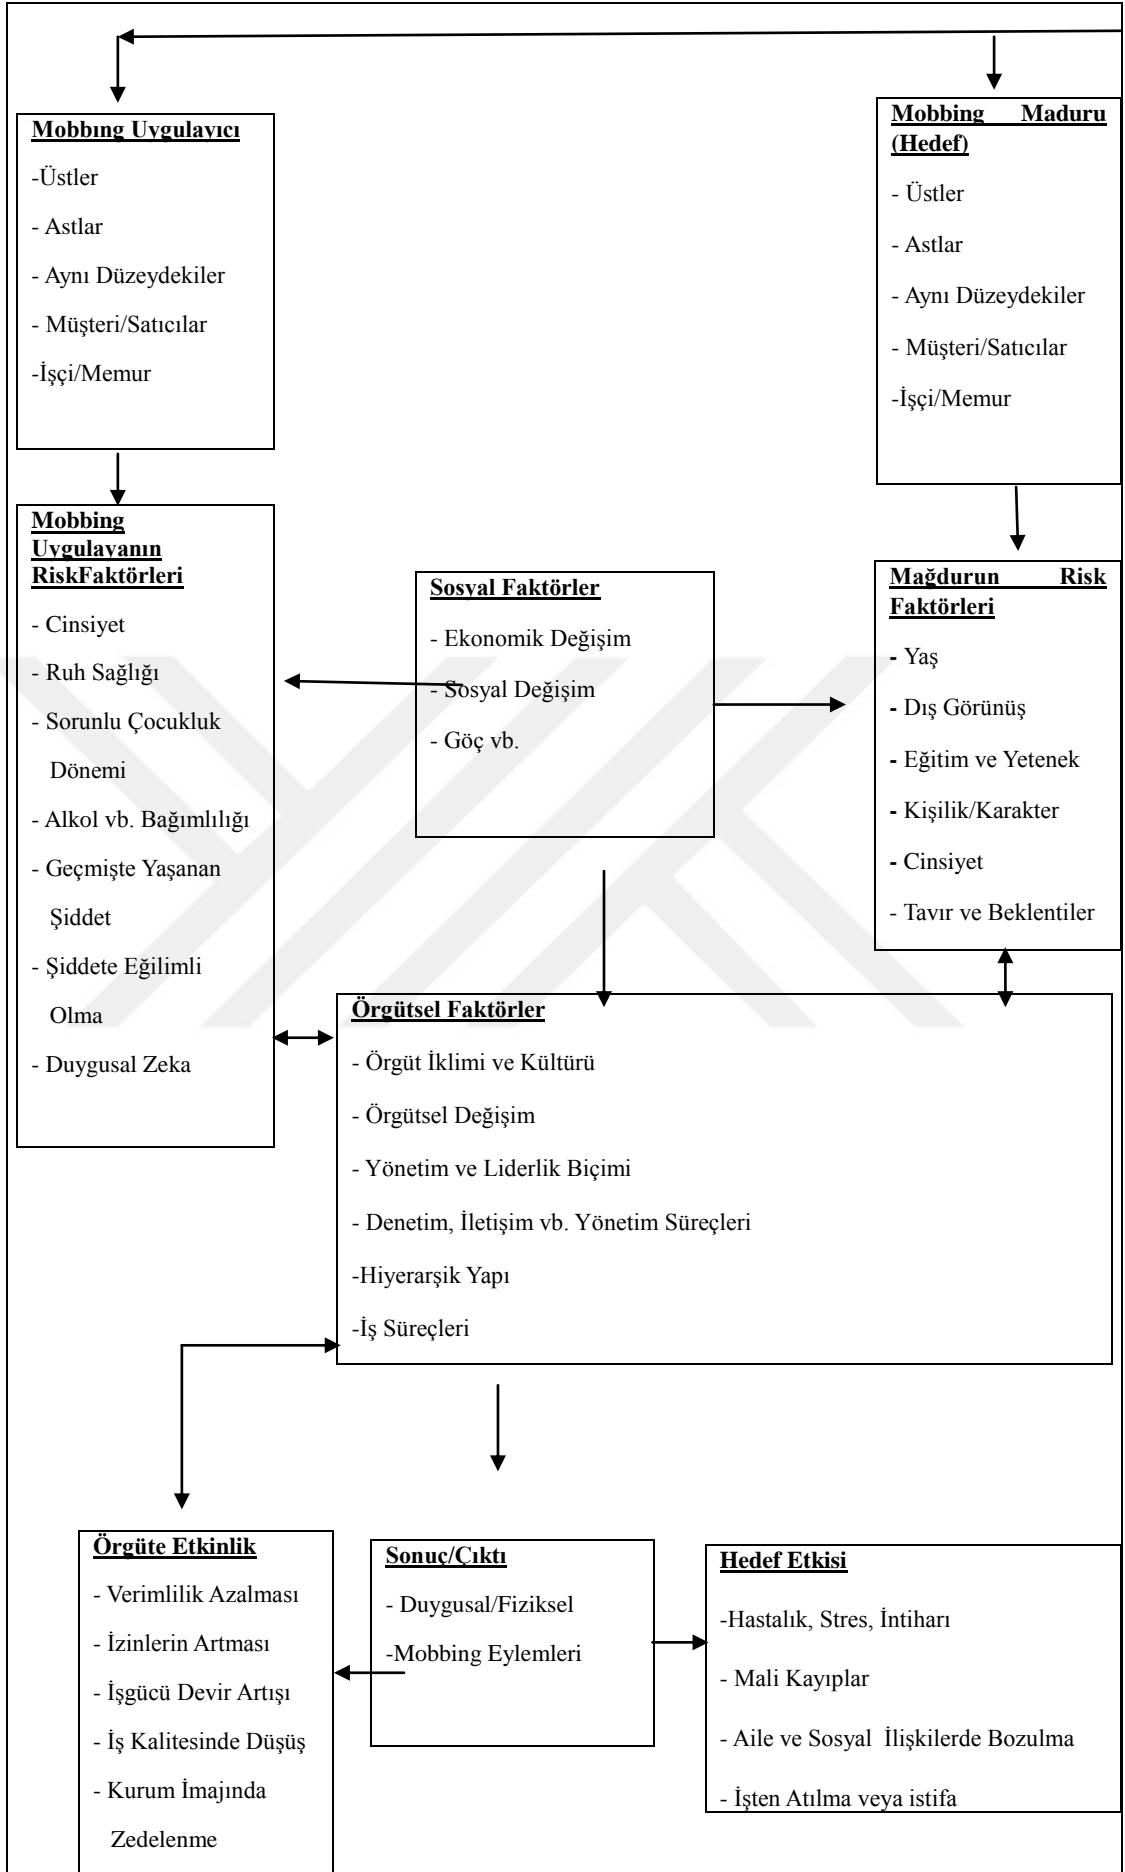 Mobbıng Uygulayıcı
-Üstler
- Astlar
- Aynı Düzeydekiler
- Müşteri/Satıcılar
-İşçi/Memur
Mobbing Maduru
(Hedef)
- Üstler
- Astlar
- Aynı Düzeydekiler
- Müşteri/Satıcılar
-İşçi/Memur
Mobbing
Uygulayanın
RiskFaktörleri
- Cinsiyet
- Ruh Sağlığı
- Sorunlu Çocukluk
Dönemi
- Alkol vb. Bağımlılığı
- Geçmişte Yaşanan
Şiddet
- Şiddete Eğilimli
Olma
- Duygusal Zeka
Sosyal Faktörler
- Ekonomik Değişim
- Sosyal Değişim
- Göç vb.
Mağdurun Risk
Faktörleri
- Yaş
- Dış Görünüş
- Eğitim ve Yetenek
- Kişilik/Karakter
- Cinsiyet
- Tavır ve Beklentiler
Örgütsel Faktörler
- Örgüt İklimi ve Kültürü
- Örgütsel Değişim
- Yönetim ve Liderlik Biçimi
- Denetim, İletişim vb. Yönetim Süreçleri
-Hiyerarşik Yapı
-İş Süreçleri
Örgüte Etkinlik
- Verimlilik Azalması
- İzinlerin Artması
- İşgücü Devir Artışı
- İş Kalitesinde Düşüş
- Kurum İmajında
Zedelenme
Sonuç/Çıktı
- Duygusal/Fiziksel
-Mobbing Eylemleri
Hedef Etkisi
-Hastalık, Stres, İntiharı
- Mali Kayıplar
- Aile ve Sosyal İlişkilerde Bozulma
- İşten Atılma veya istifa